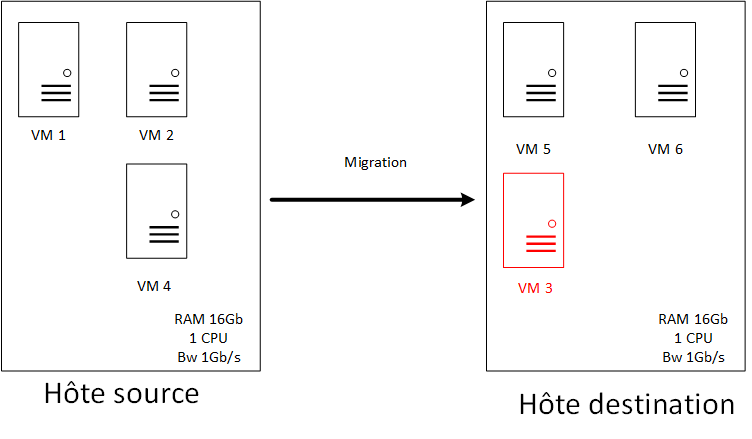 VM 1
VM 2
VM 4
RAM 16Gb
1 CPU
Bw 1Gb/s
Hôte source
Migration
VM 5
VM 6
VM 3
RAM 16Gb
1 CPU
Bw 1Gb/s
Hôte destination